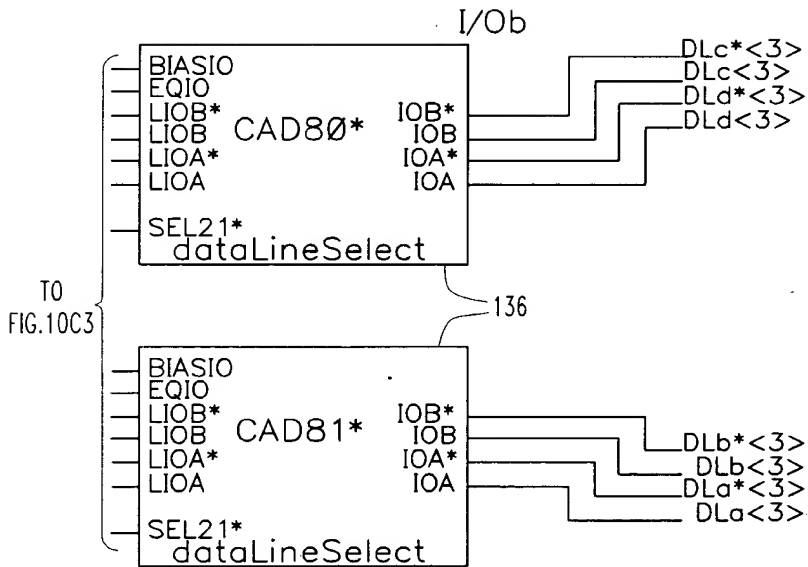 I/Ob
BIASIO
EQIO
LIOB*
LIOB
LIOA*
LIOA
SEL21*
CAD80*
dataLineSelect
IOB*
IOB
IOA*
IOA
DLc*<3>
DLc<3>
DLd*<3>
DLd<3>
TO
FIG.10C3
136
BIASIO
EQIO
LIOB*
LIOB
LIOA*
LIOA
SEL21*
CAD81*
dataLineSelect
IOB*
IOB
IOA*
IOA
DLb*<3>
DLb<3>
DLa*<3>
DLa<3>